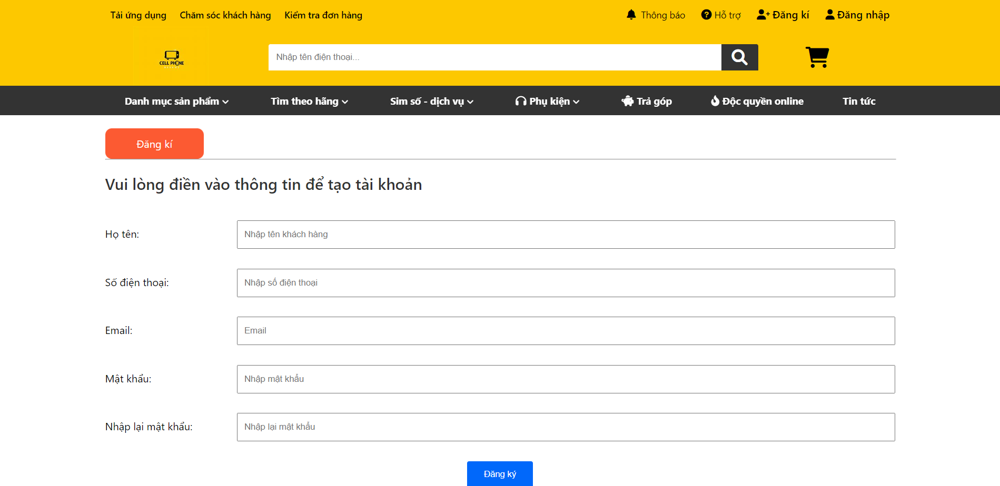 Tải ứng dụng Chăm sóc khách hàng Kiểm tra đơn hàng Thông báo Hỗ trợ Đăng kí Đăng nhập
CELL PHONE
Nhập tên điện thoại...
Danh mục sản phẩm Tìm theo hãng Sim số - dịch vụ Phụ kiện Trả góp Độc quyền online Tin tức
Đăng kí
Vui lòng điền vào thông tin để tạo tài khoản
Họ tên: Nhập tên khách hàng
Số điện thoại: Nhập số điện thoại
Email: Email
Mật khẩu: Nhập mật khẩu
Nhập lại mật khẩu: Nhập lại mật khẩu
Đăng ký